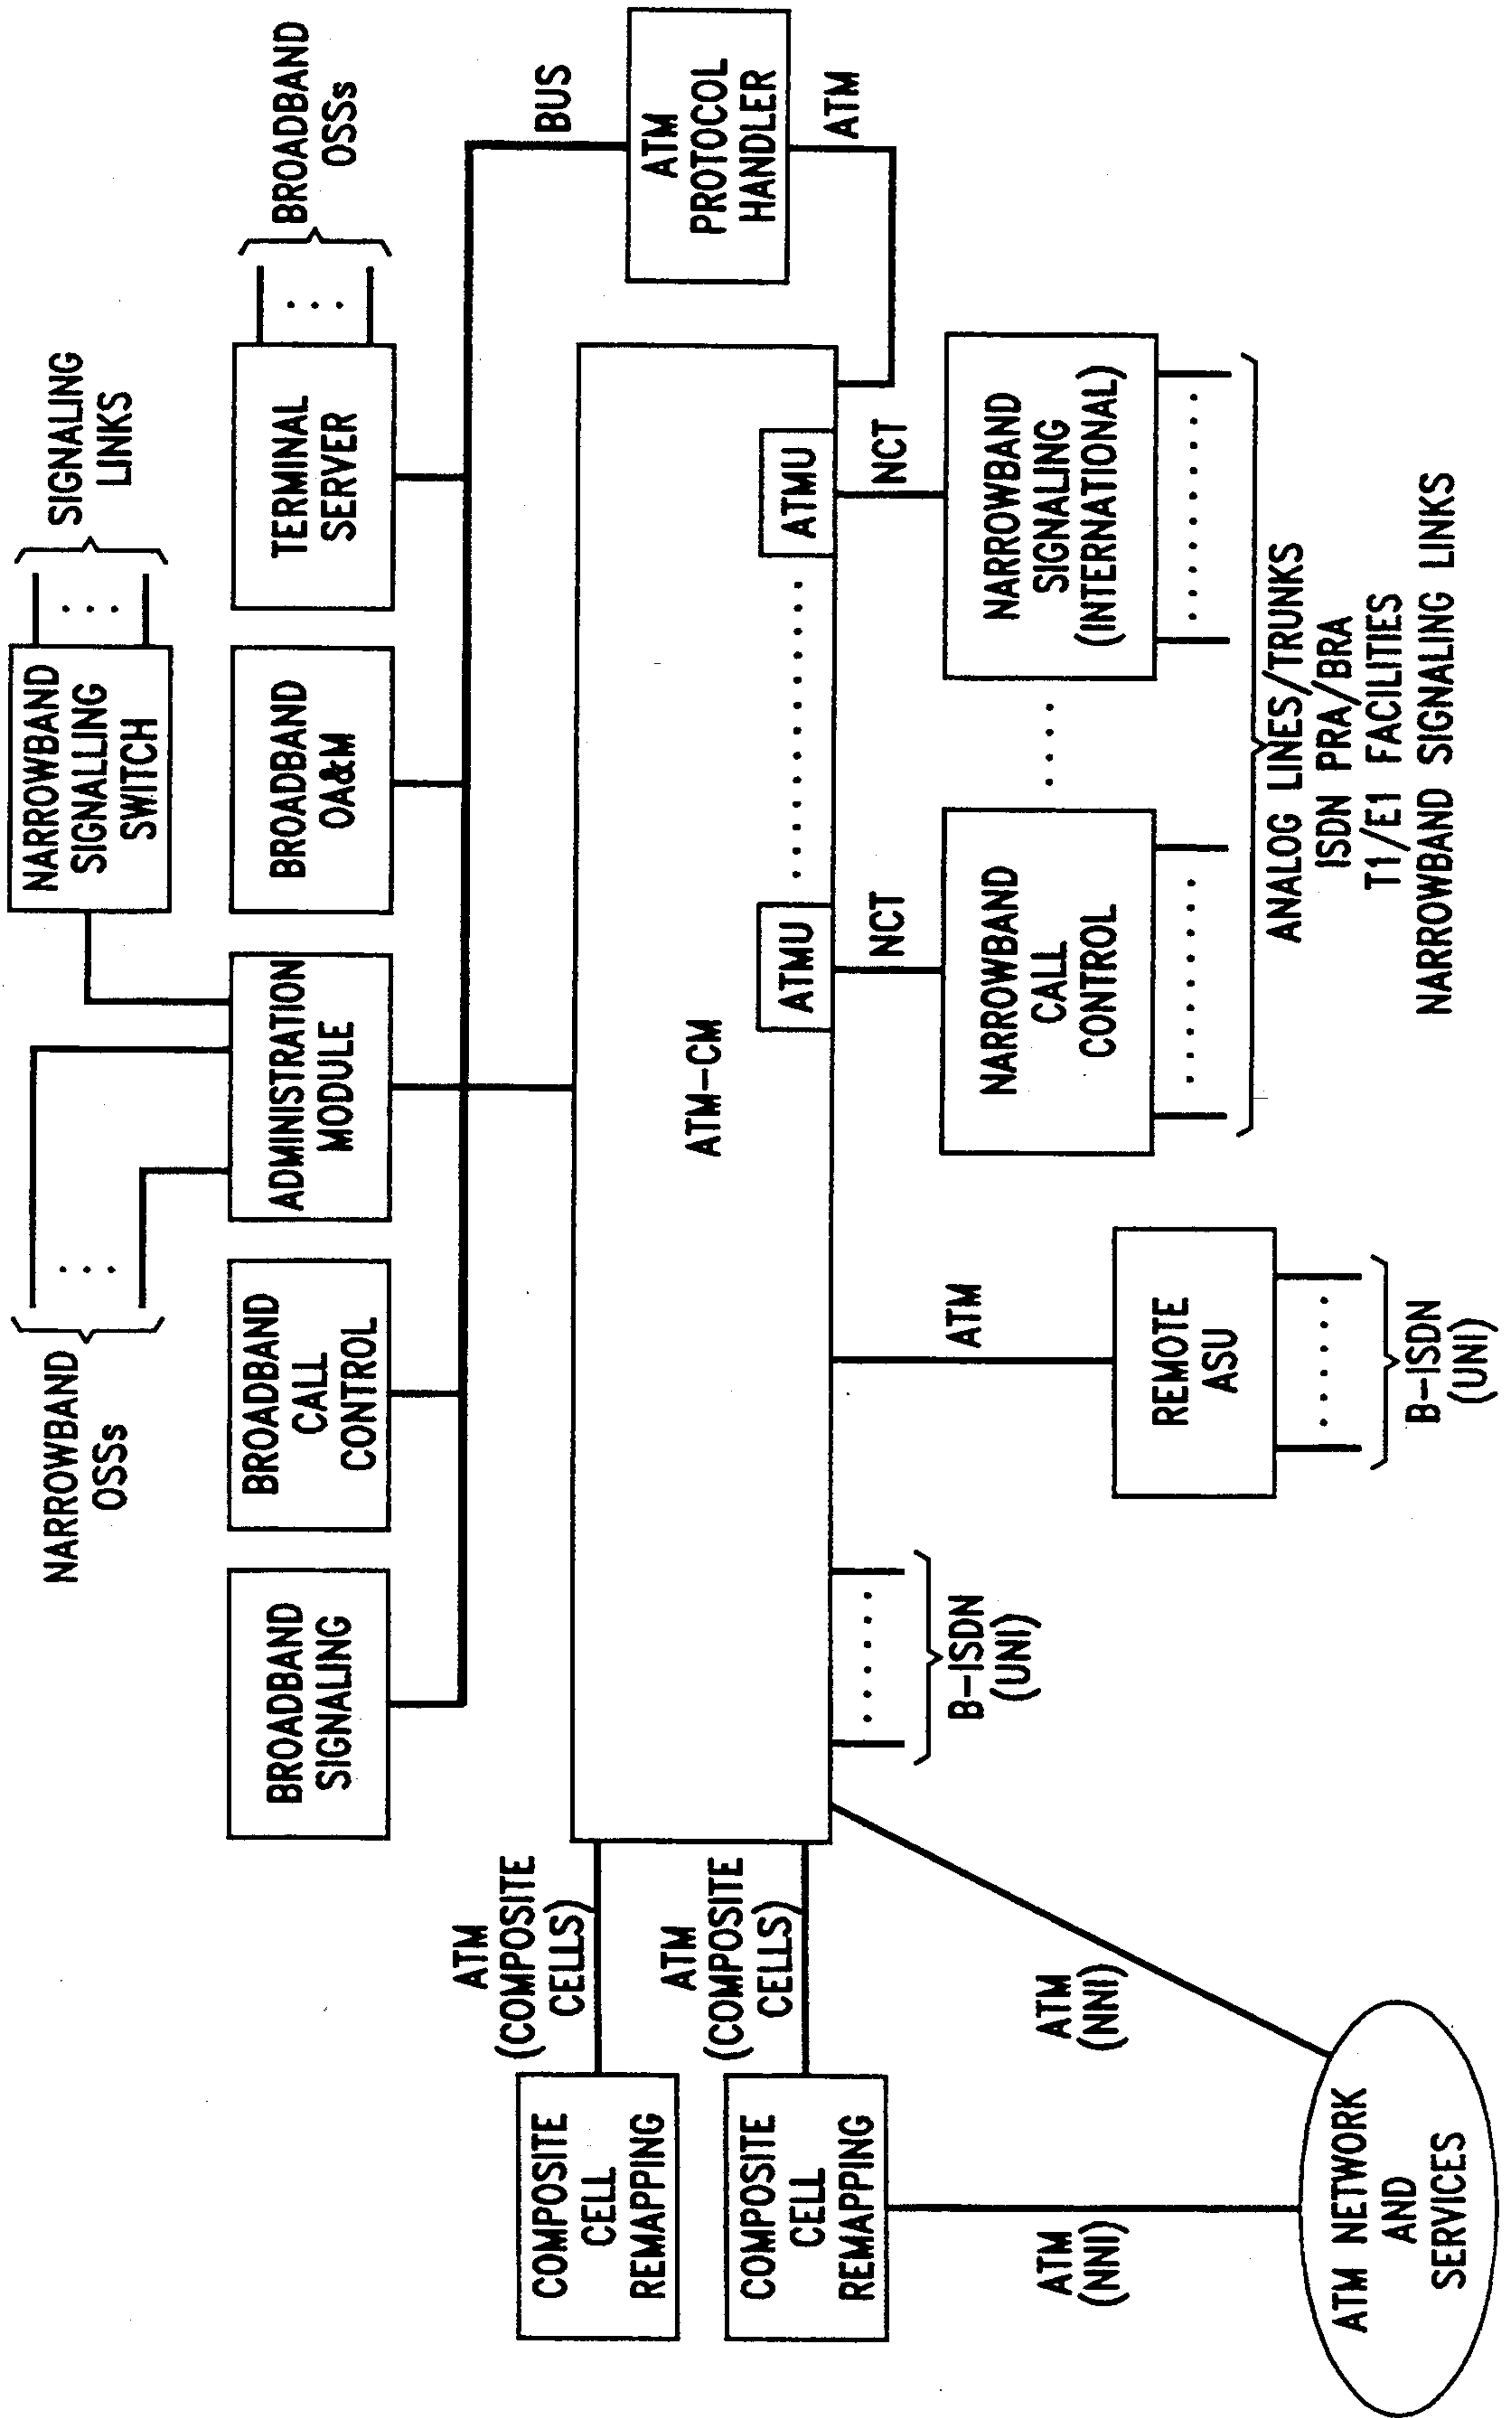 NARROWBAND
OSSs
NARROWBAND
SIGNALLING
SWITCH
SIGNALING
LINKS
BROADBAND
SIGNALING
BROADBAND
CALL
CONTROL
ADMINISTRATION
MODULE
BROADBAND
OA&M
TERMINAL
SERVER
BROADBAND
OSSs
BUS
ATM
PROTOCOL
HANDLER
ATM
COMPOSITE
CELL
REMAPPING
ATM
(COMPOSITE
CELLS)
COMPOSITE
CELL
REMAPPING
ATM
(COMPOSITE
CELLS)
ATM-CM
ATMU
ATMU
NCT
NCT
ATM
(NNI)
ATM
(NNI)
B-ISDN
(UNI)
ATM
REMOTE
ASU
B-ISDN
(UNI)
NARROWBAND
CALL
CONTROL
NARROWBAND
SIGNALING
(INTERNATIONAL)
ANALOG LINES/TRUNKS
ISDN PRA/BRA
T1/E1 FACILITIES
NARROWBAND SIGNALING LINKS
ATM NETWORK
AND
SERVICES